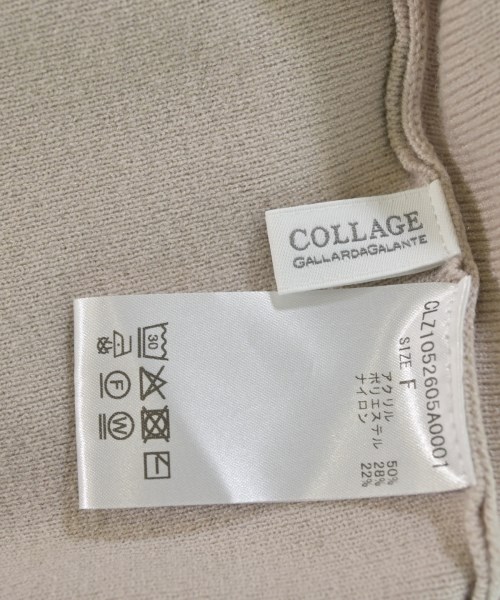 COLLAGE
GALLARDAGALANTE
CLZ1052605A0001
SIZE F
アクリル 50%
ポリエステル 28%
ナイロン 22%
30
F
W